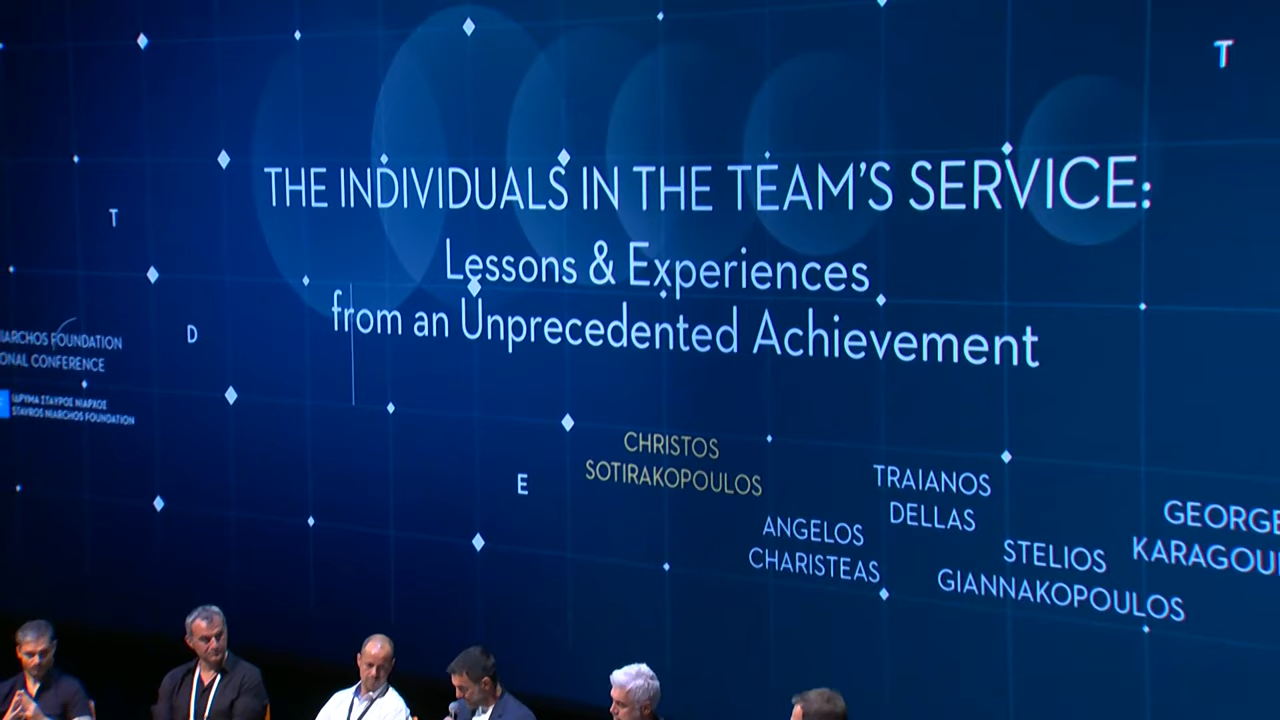 T
THE INDIVIDUALS IN THE TEAM'S SERVICE:
Lessons & Experiences
from an Unprecedented Achievement
T
D
IARCHOS FOUNDATION
ONAL CONFERENCE
ΙΔΡΥΜΑ ΣΤΑΥΡΟΣ ΝΙΑΡΧΟΣ
STAVROS NIARCHOS FOUNDATION
E
CHRISTOS
SOTIRAKOPOULOS
ANGELOS
CHARISTEAS
TRAIANOS
DELLAS
STELIOS
GIANNAKOPOULOS
GEORGE
KARAGOU